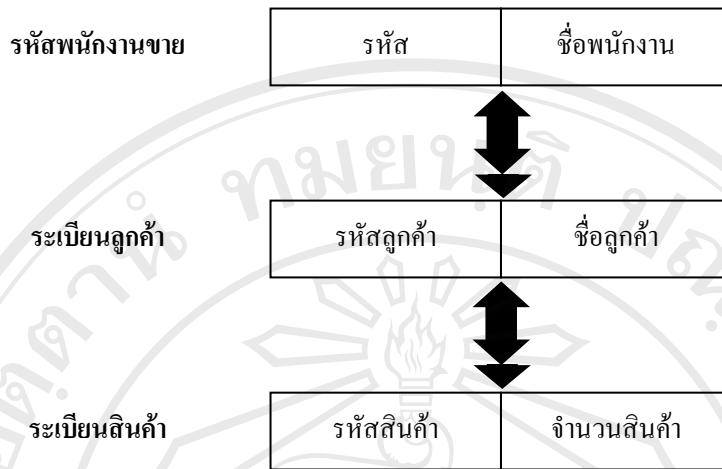 รหัสพนักงานขาย รหัส ชื่อพนักงาน
ระเบียนลูกค้า รหัสลูกค้า ชื่อลูกค้า
ระเบียนสินค้า รหัสสินค้า จำนวนสินค้า